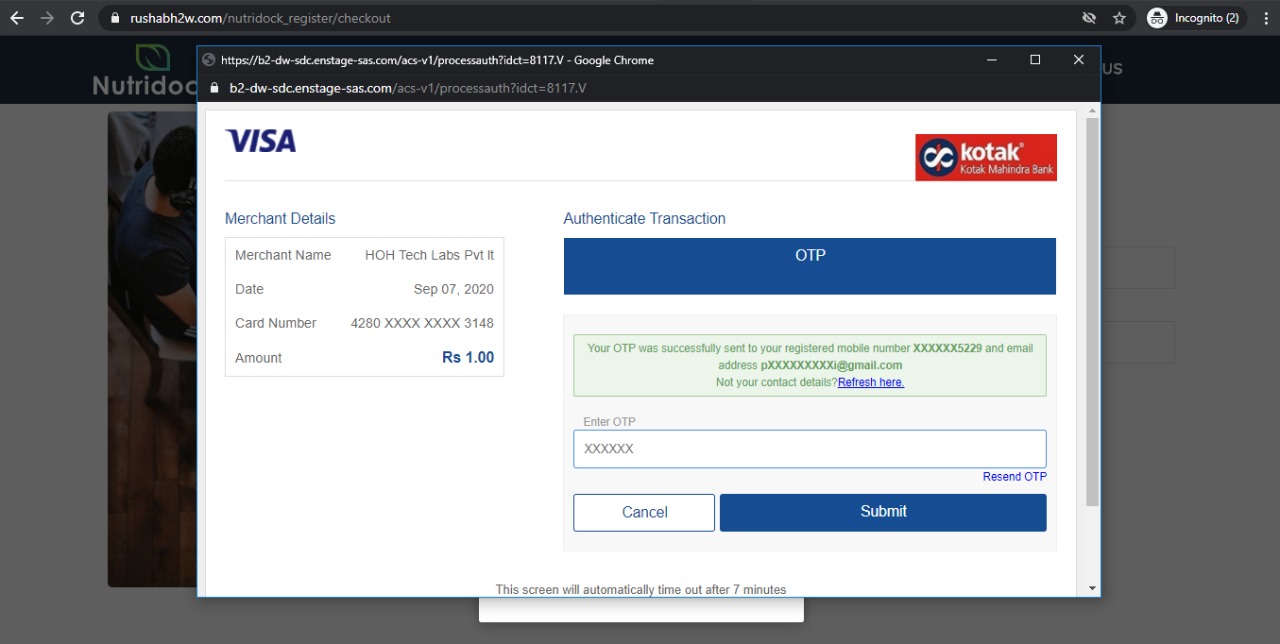 rushabh2w.com/nutridock_register/checkout
Incognito (2)
Nutridoc
US
https://b2-dw-sdc.enstage-sas.com/acs-v1/processauth?idct=8117.V - Google Chrome
b2-dw-sdc.enstage-sas.com/acs-v1/processauth?idct=8117.V
VISA
kotak
Kotak Mahindra Bank
Merchant Details
Merchant Name HOH Tech Labs Pvt lt
Date Sep 07, 2020
Card Number 4280 XXXX XXXX 3148
Amount Rs 1.00
Authenticate Transaction
OTP
Your OTP was successfully sent to your registered mobile number XXXXXX5229 and email
address pXXXXXXXXXi@gmail.com
Not your contact details?Refresh here.
Enter OTP
XXXXXX
Resend OTP
Cancel Submit
This screen will automatically time out after 7 minutes